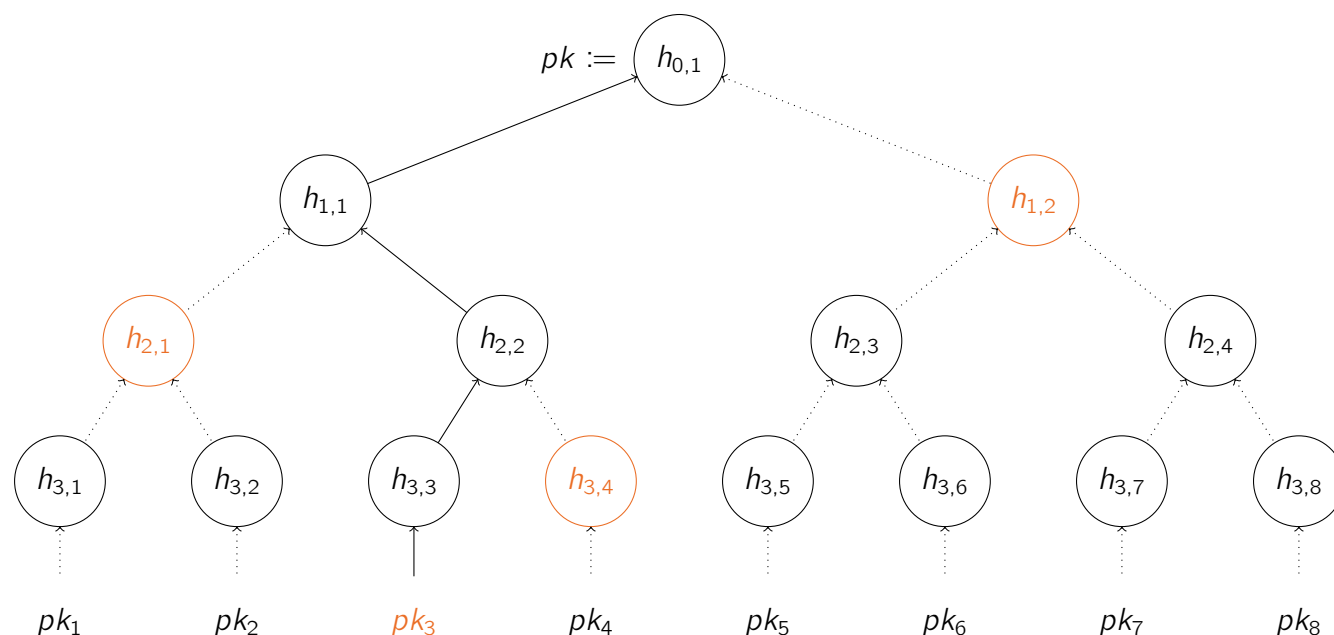 pk := h0,1
h1,1 h1,2
h2,1 h2,2 h2,3 h2,4
h3,1 h3,2 h3,3 h3,4 h3,5 h3,6 h3,7 h3,8
pk1 pk2 pk3 pk4 pk5 pk6 pk7 pk8